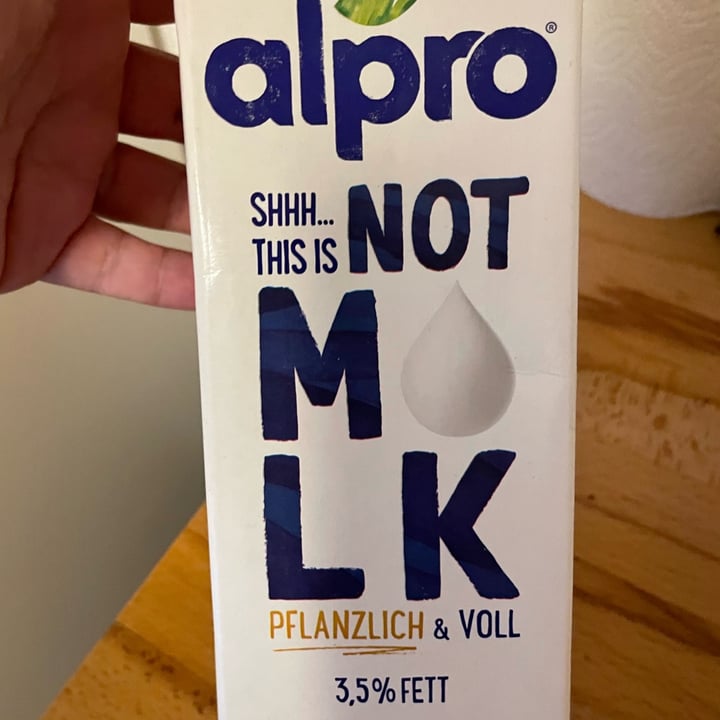 alpro®
SHHH...
THIS IS NOT
M LK
PFLANZLICH & VOLL
3,5% FETT